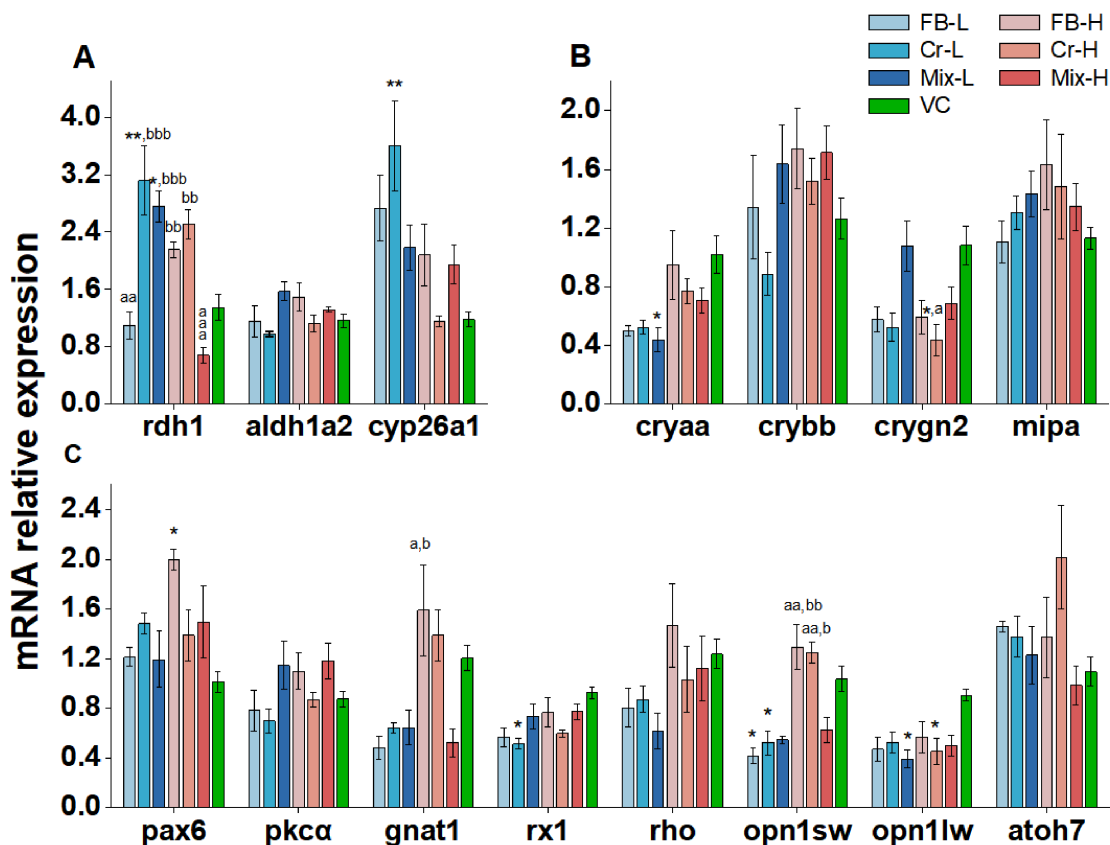 A
B
FB-L
FB-H
Cr-L
Cr-H
Mix-L
Mix-H
VC
mRNA relative expression
4.0
3.2
2.4
1.6
0.8
0.0
**,bbb
*,bbb
bb
bb
aa
a
a
a
**
rdh1 aldh1a2 cyp26a1
2.0
1.6
1.2
0.8
0.4
0.0
*
*,a
cryaa crybb crygn2 mipa
C
2.4
2.0
1.6
1.2
0.8
0.4
0.0
*
a,b
*
*
*
aa,bb
aa,b
*
*
pax6 pkcα gnat1 rx1 rho opn1sw opn1lw atoh7